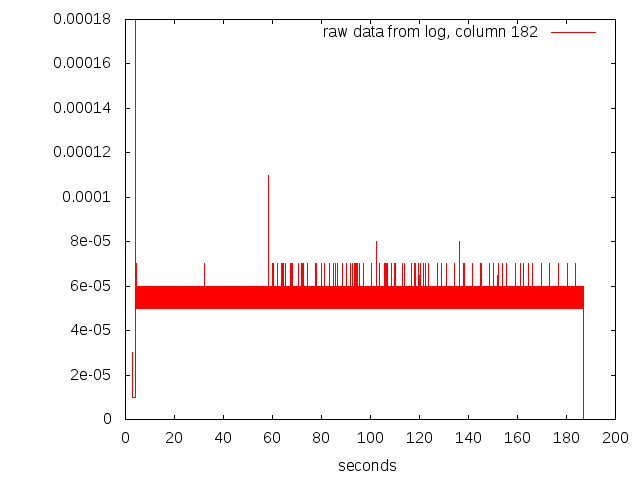 raw data from log, column 182
0.00018
0.00016
0.00014
0.00012
0.0001
8e-05
6e-05
4e-05
2e-05
0
0 20 40 60 80 100 120 140 160 180 200
seconds